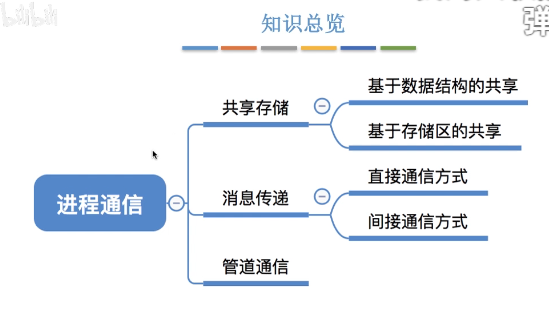 bilibili
弹
知识总览
基于数据结构的共享
共享存储
基于存储区的共享
直接通信方式
进程通信
消息传递
间接通信方式
管道通信